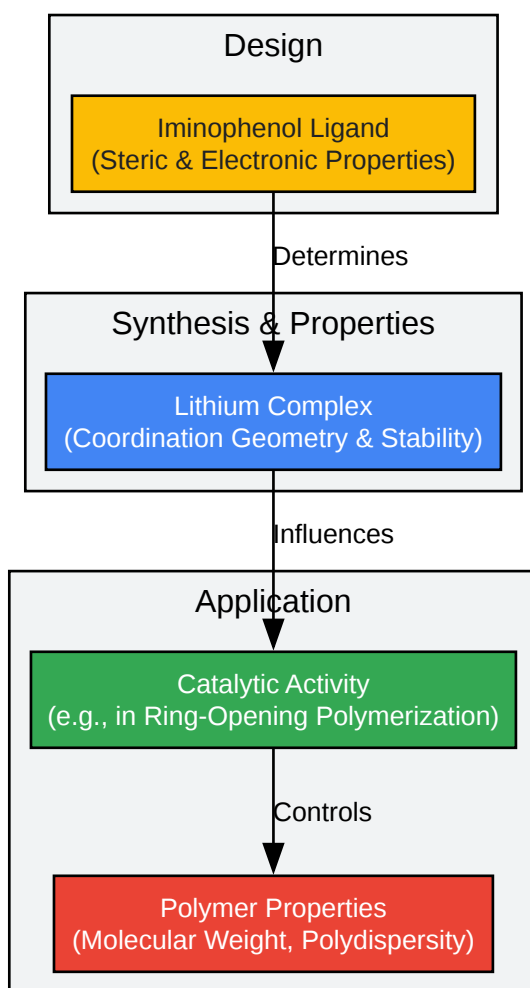 Design
Iminophenol Ligand
(Steric & Electronic Properties)
Determines
Synthesis & Properties
Lithium Complex
(Coordination Geometry & Stability)
Influences
Application
Catalytic Activity
(e.g., in Ring-Opening Polymerization)
Controls
Polymer Properties
(Molecular Weight, Polydispersity)